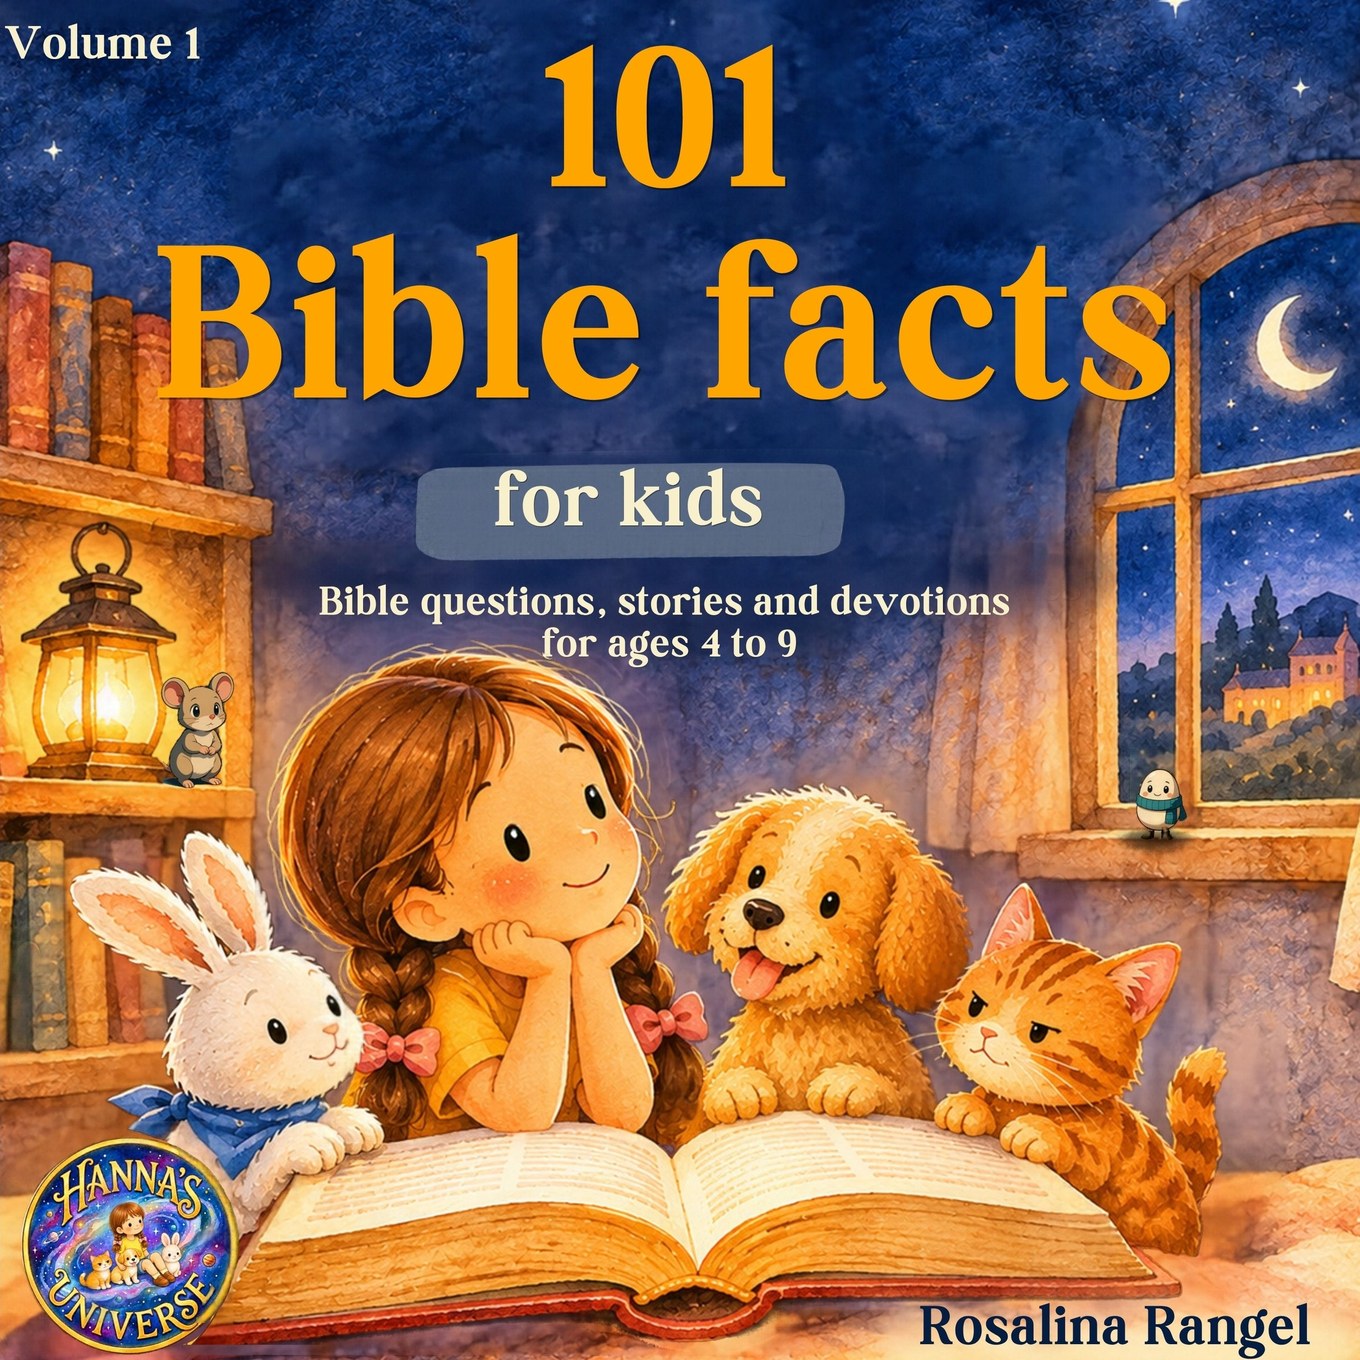 Volume 1
101
Bible facts
for kids
Bible questions, stories and devotions
for ages 4 to 9
HANNA'S
UNIVERSE
Rosalina Rangel